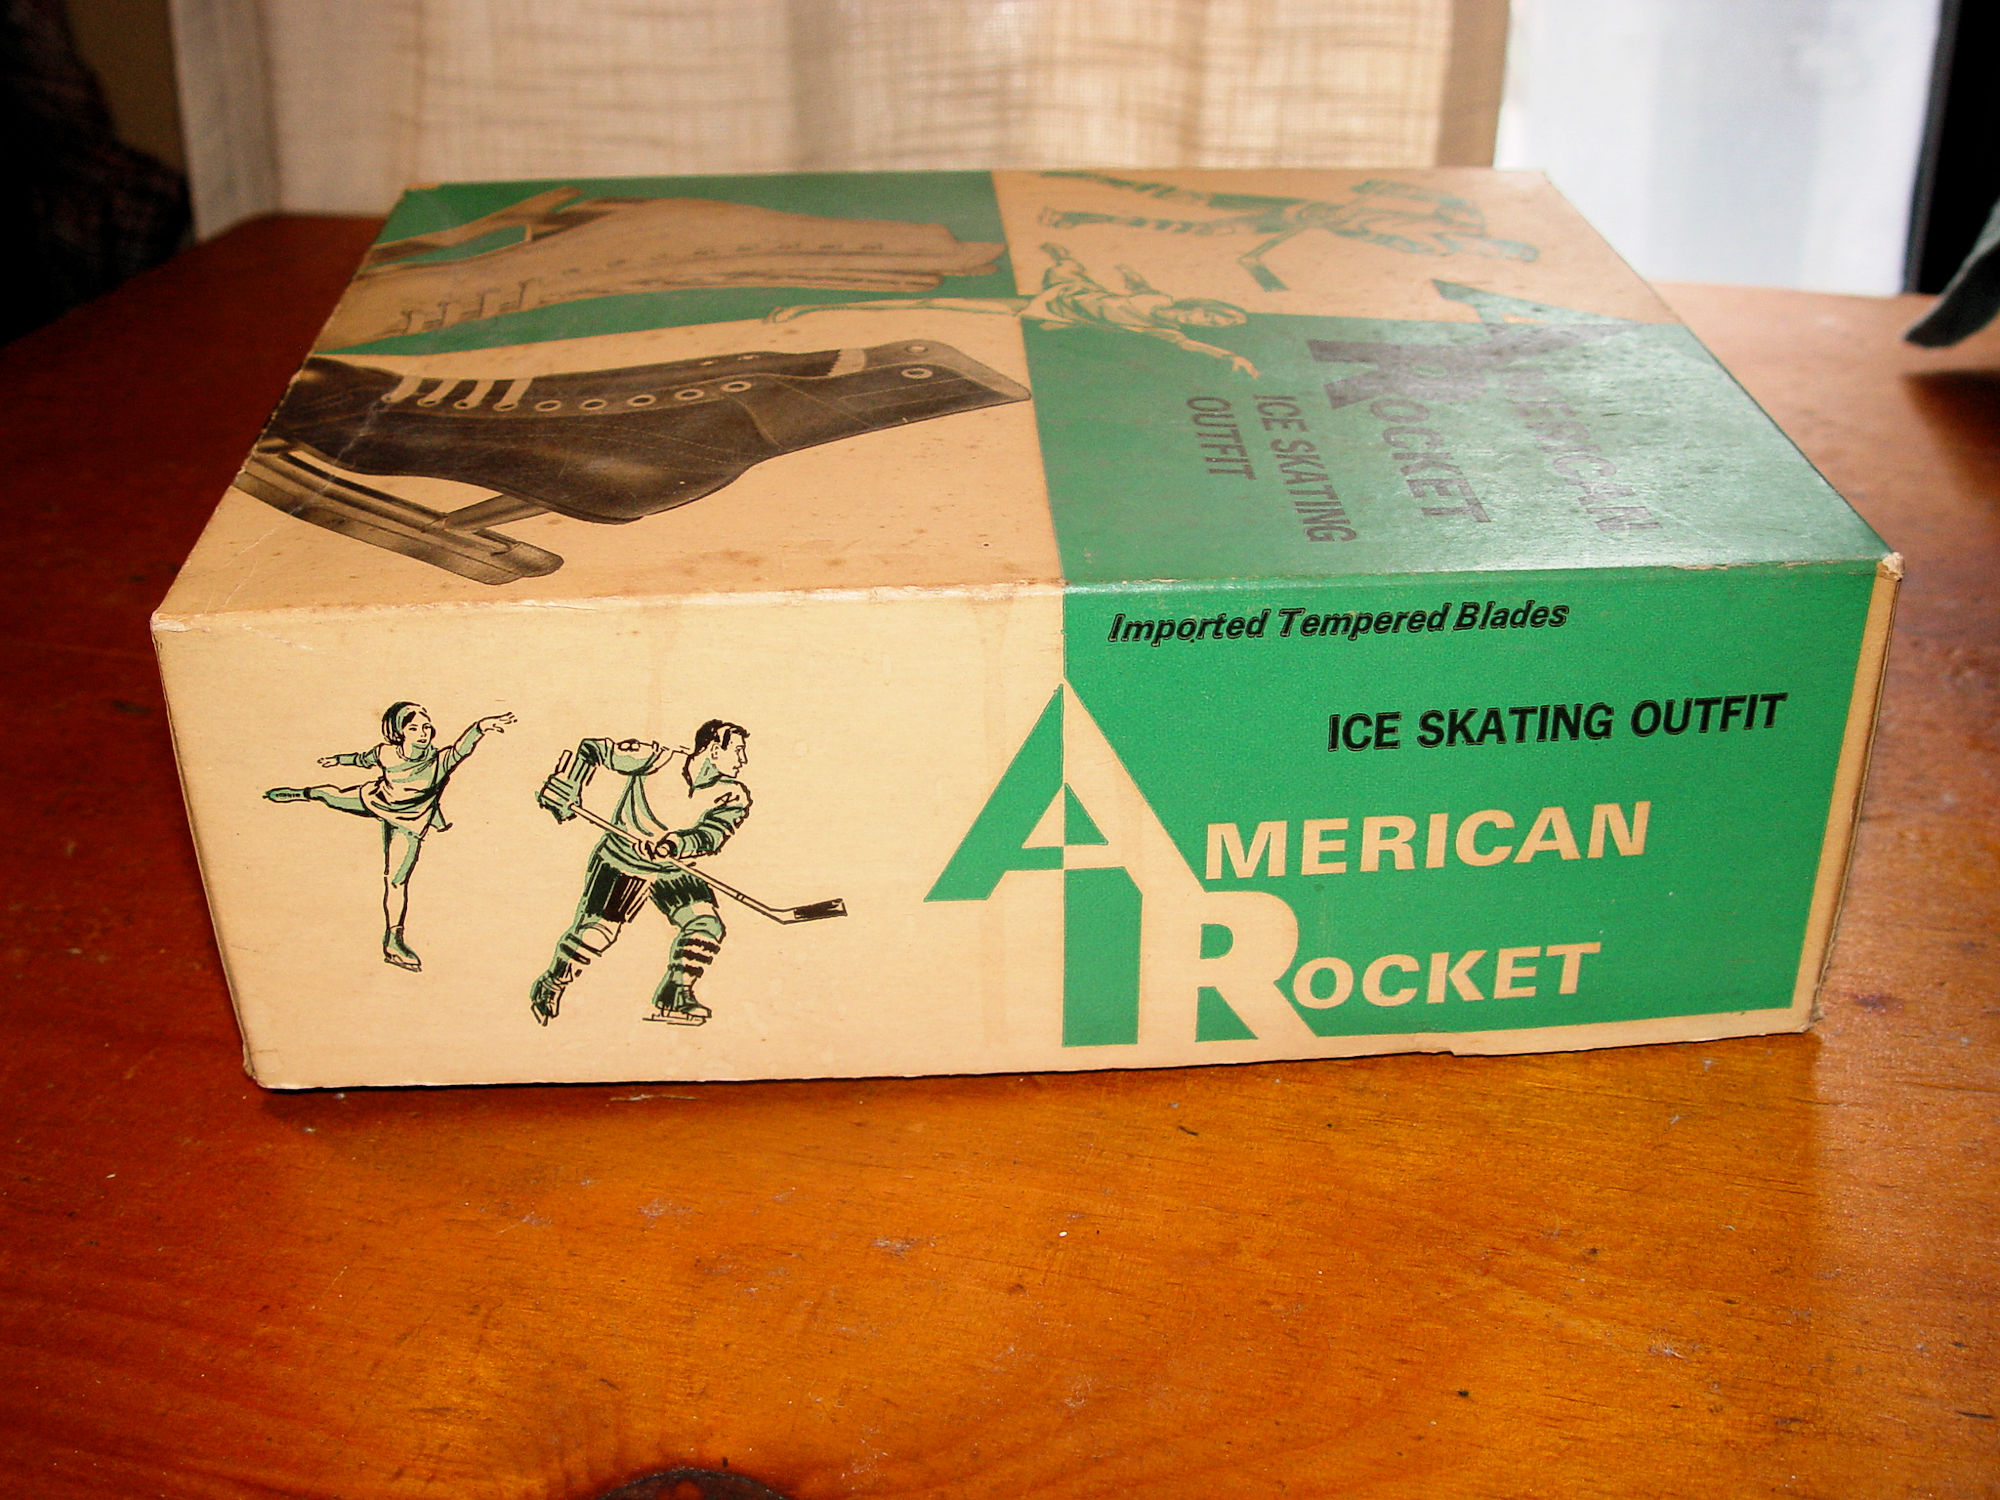 AMERICAN
ROCKET
ICE SKATING
OUTFIT
Imported Tempered Blades
ICE SKATING OUTFIT
AMERICAN
ROCKET